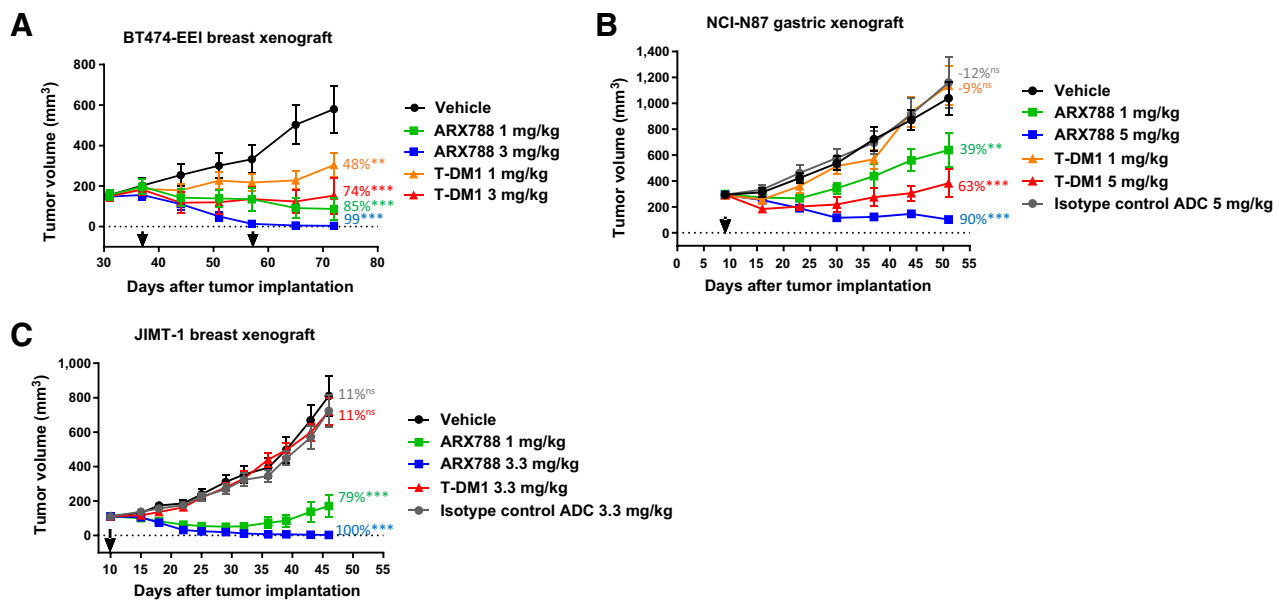 A
BT474-EEI breast xenograft
Tumor volume (mm³)
800
600
400
200
0
30 40 50 60 70 80
Days after tumor implantation
48%**
74%***
85%***
99***
Vehicle
ARX788 1 mg/kg
ARX788 3 mg/kg
T-DM1 1 mg/kg
T-DM1 3 mg/kg
B
NCI-N87 gastric xenograft
Tumor volume (mm³)
1,400
1,200
1,000
800
600
400
200
0
0 5 10 15 20 25 30 35 40 45 50 55
Days after tumor implantation
-12%ns
-9%ns
39%**
63%***
90%***
Vehicle
ARX788 1 mg/kg
ARX788 5 mg/kg
T-DM1 1 mg/kg
T-DM1 5 mg/kg
Isotype control ADC 5 mg/kg
C
JIMT-1 breast xenograft
Tumor volume (mm³)
1,000
800
600
400
200
0
10 15 20 25 30 35 40 45 50 55
Days after tumor implantation
11%ns
11%ns
79%***
100%***
Vehicle
ARX788 1 mg/kg
ARX788 3.3 mg/kg
T-DM1 3.3 mg/kg
Isotype control ADC 3.3 mg/kg